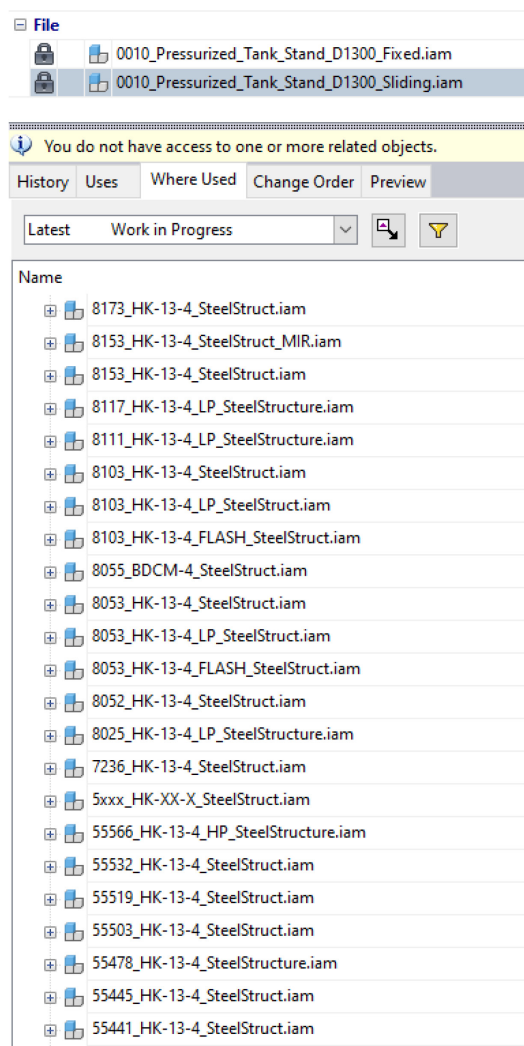 File
0010_Pressurized_Tank_Stand_D1300_Fixed.iam
0010_Pressurized_Tank_Stand_D1300_Sliding.iam
You do not have access to one or more related objects.
History Uses Where Used Change Order Preview
Latest Work in Progress
Name
8173_HK-13-4_SteelStruct.iam
8153_HK-13-4_SteelStruct_MIR.iam
8153_HK-13-4_SteelStruct.iam
8117_HK-13-4_LP_SteelStructure.iam
8111_HK-13-4_LP_SteelStructure.iam
8103_HK-13-4_SteelStruct.iam
8103_HK-13-4_LP_SteelStruct.iam
8103_HK-13-4_FLASH_SteelStruct.iam
8055_BDCM-4_SteelStruct.iam
8053_HK-13-4_SteelStruct.iam
8053_HK-13-4_LP_SteelStruct.iam
8053_HK-13-4_FLASH_SteelStruct.iam
8052_HK-13-4_SteelStruct.iam
8025_HK-13-4_LP_SteelStructure.iam
7236_HK-13-4_SteelStruct.iam
5xxx_HK-XX-X_SteelStruct.iam
55566_HK-13-4_HP_SteelStructure.iam
55532_HK-13-4_SteelStruct.iam
55519_HK-13-4_SteelStruct.iam
55503_HK-13-4_SteelStruct.iam
55478_HK-13-4_SteelStructure.iam
55445_HK-13-4_SteelStruct.iam
55441_HK-13-4_SteelStruct.iam